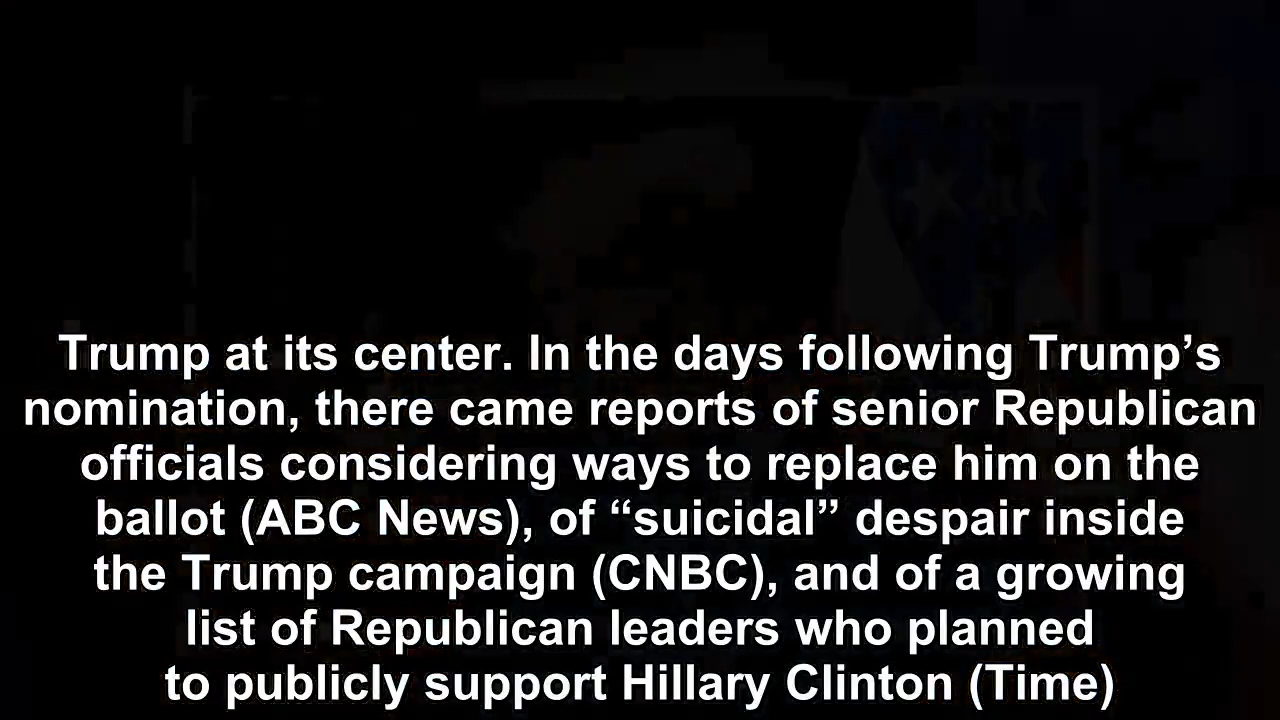 Trump at its center. In the days following Trump’s
nomination, there came reports of senior Republican
officials considering ways to replace him on the
ballot (ABC News), of “suicidal” despair inside
the Trump campaign (CNBC), and of a growing
list of Republican leaders who planned
to publicly support Hillary Clinton (Time)